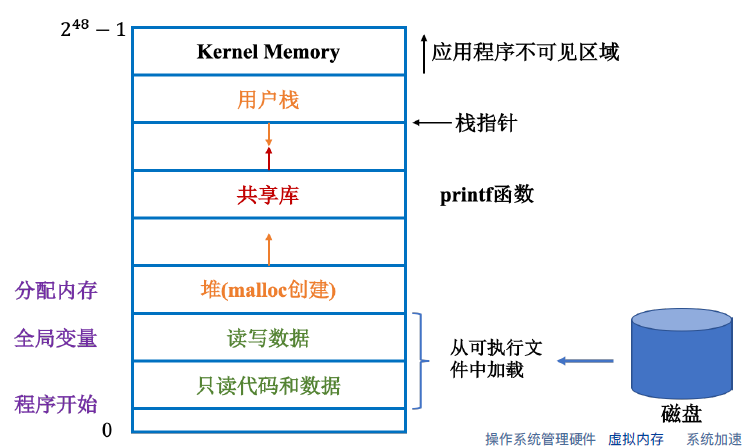 2⁴⁸ − 1
Kernel Memory
应用程序不可见区域
用户栈
栈指针
共享库
printf函数
分配内存
堆(malloc创建)
全局变量
读写数据
从可执行文
件中加载
只读代码和数据
程序开始
磁盘
0
操作系统管理硬件 虚拟内存 系统加速